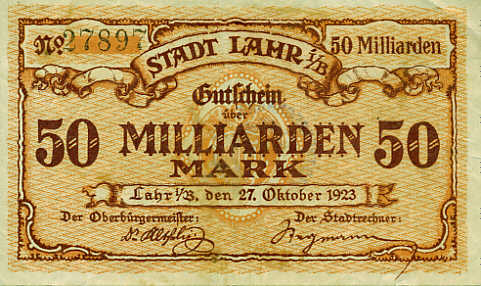 No. 27897
STADT LAHR i/B
50 Milliarden
Gutschein
über
50 MILLIARDEN 50
MARK
Lahr i/B, den 27. Oktober 1923
Der Oberbürgermeister: Der Stadtrechner: